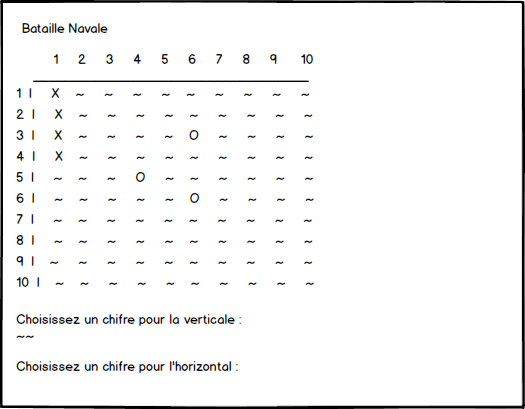 Bataille Navale
1 2 3 4 5 6 7 8 9 10
1 | X ~ ~ ~ ~ ~ ~ ~ ~ ~
2 | X ~ ~ ~ ~ ~ ~ ~ ~ ~
3 | X ~ ~ ~ ~ O ~ ~ ~ ~
4 | X ~ ~ ~ ~ ~ ~ ~ ~ ~
5 | ~ ~ ~ O ~ ~ ~ ~ ~ ~
6 | ~ ~ ~ ~ ~ O ~ ~ ~ ~
7 | ~ ~ ~ ~ ~ ~ ~ ~ ~ ~
8 | ~ ~ ~ ~ ~ ~ ~ ~ ~ ~
9 | ~ ~ ~ ~ ~ ~ ~ ~ ~ ~
10 | ~ ~ ~ ~ ~ ~ ~ ~ ~ ~
Choisissez un chifre pour la verticale :
~~
Choisissez un chifre pour l'horizontal :